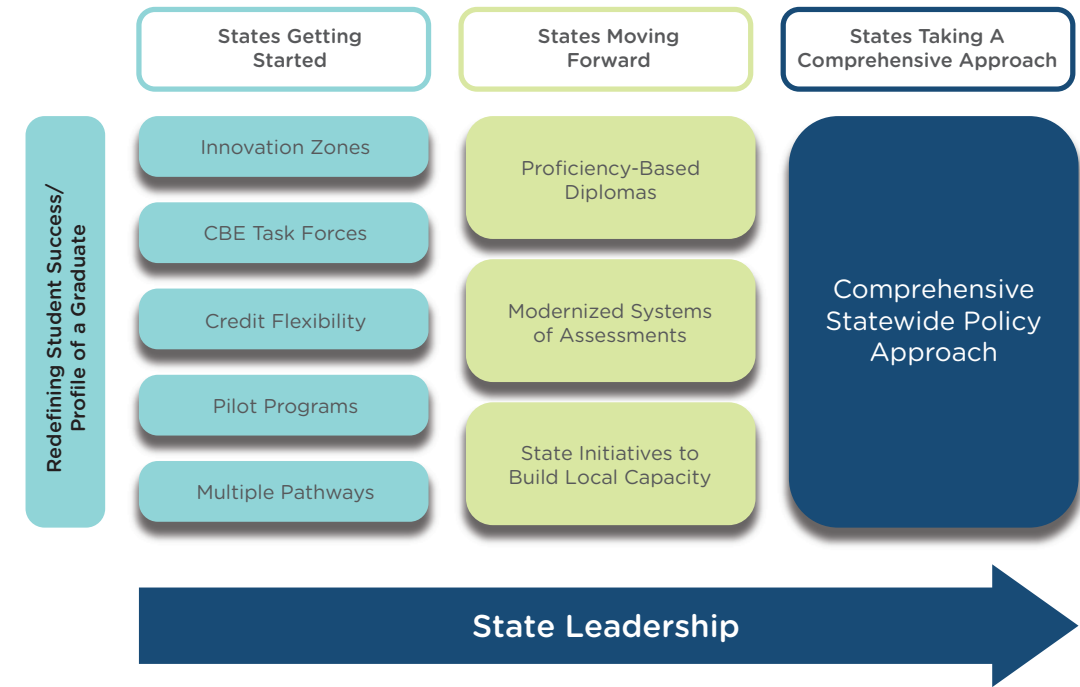 States Getting
Started
States Moving
Forward
States Taking A
Comprehensive Approach
Redefining Student Success/
Profile of a Graduate
Innovation Zones
CBE Task Forces
Credit Flexibility
Pilot Programs
Multiple Pathways
Proficiency-Based
Diplomas
Modernized Systems
of Assessments
State Initiatives to
Build Local Capacity
Comprehensive
Statewide Policy
Approach
State Leadership